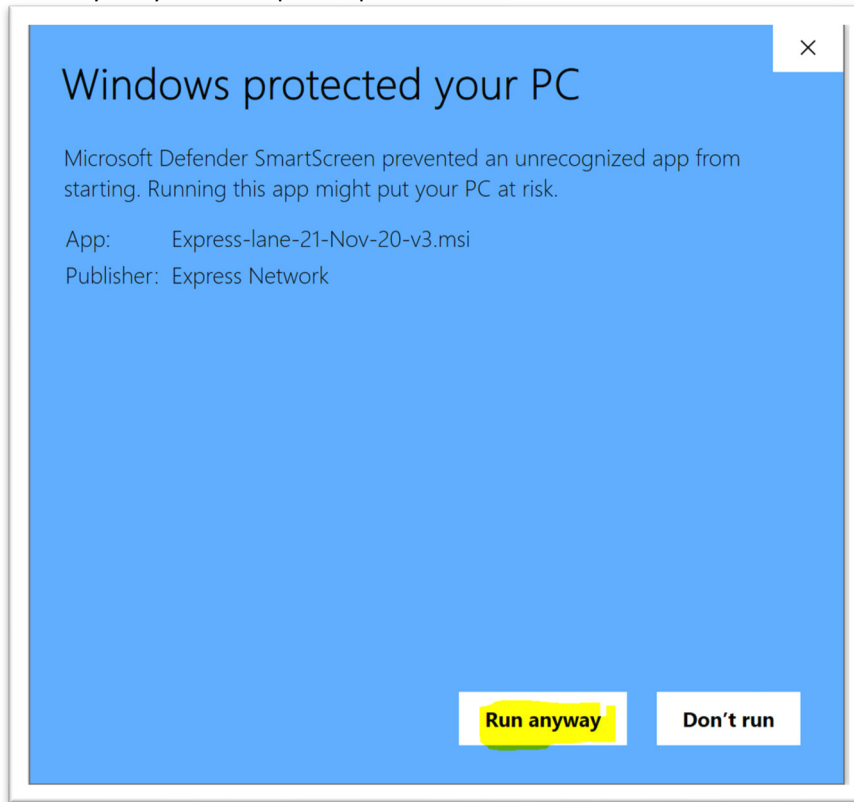 Windows protected your PC
Microsoft Defender SmartScreen prevented an unrecognized app from
starting. Running this app might put your PC at risk.
App: Express-lane-21-Nov-20-v3.msi
Publisher: Express Network
Run anyway Don't run